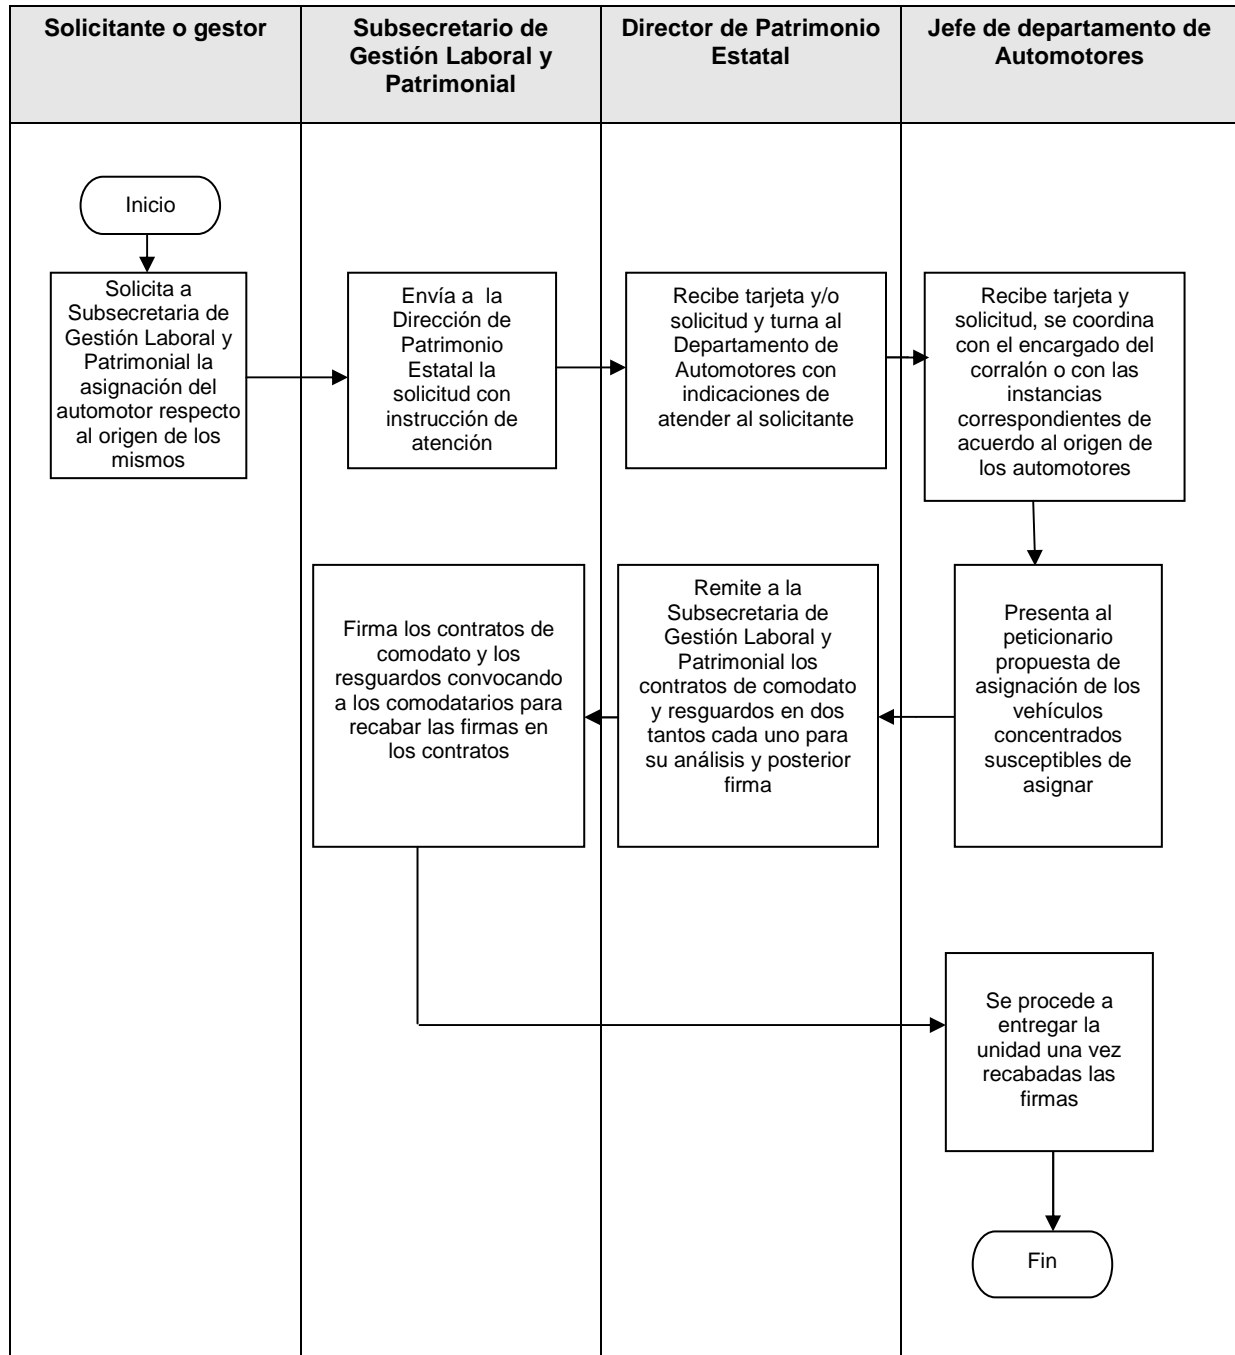 Solicitante o gestor
Subsecretario de
Gestión Laboral y
Patrimonial
Director de Patrimonio
Estatal
Jefe de departamento de
Automotores
Inicio
Solicita a
Subsecretaria de
Gestión Laboral y
Patrimonial la
asignación del
automotor respecto
al origen de los
mismos
Envía a  la
Dirección de
Patrimonio
Estatal la
solicitud con
instrucción de
atención
Recibe tarjeta y/o
solicitud y turna al
Departamento de
Automotores con
indicaciones de
atender al solicitante
Recibe tarjeta y
solicitud, se coordina
con el encargado del
corralón o con las
instancias
correspondientes de
acuerdo al origen de
los automotores
Presenta al
peticionario
propuesta de
asignación de los
vehículos
concentrados
susceptibles de
asignar
Remite a la
Subsecretaria de
Gestión Laboral y
Patrimonial los
contratos de comodato
y resguardos en dos
tantos cada uno para
su análisis y posterior
firma
Firma los contratos de
comodato y los
resguardos convocando
a los comodatarios para
recabar las firmas en
los contratos
Se procede a
entregar la
unidad una vez
recabadas las
firmas
Fin